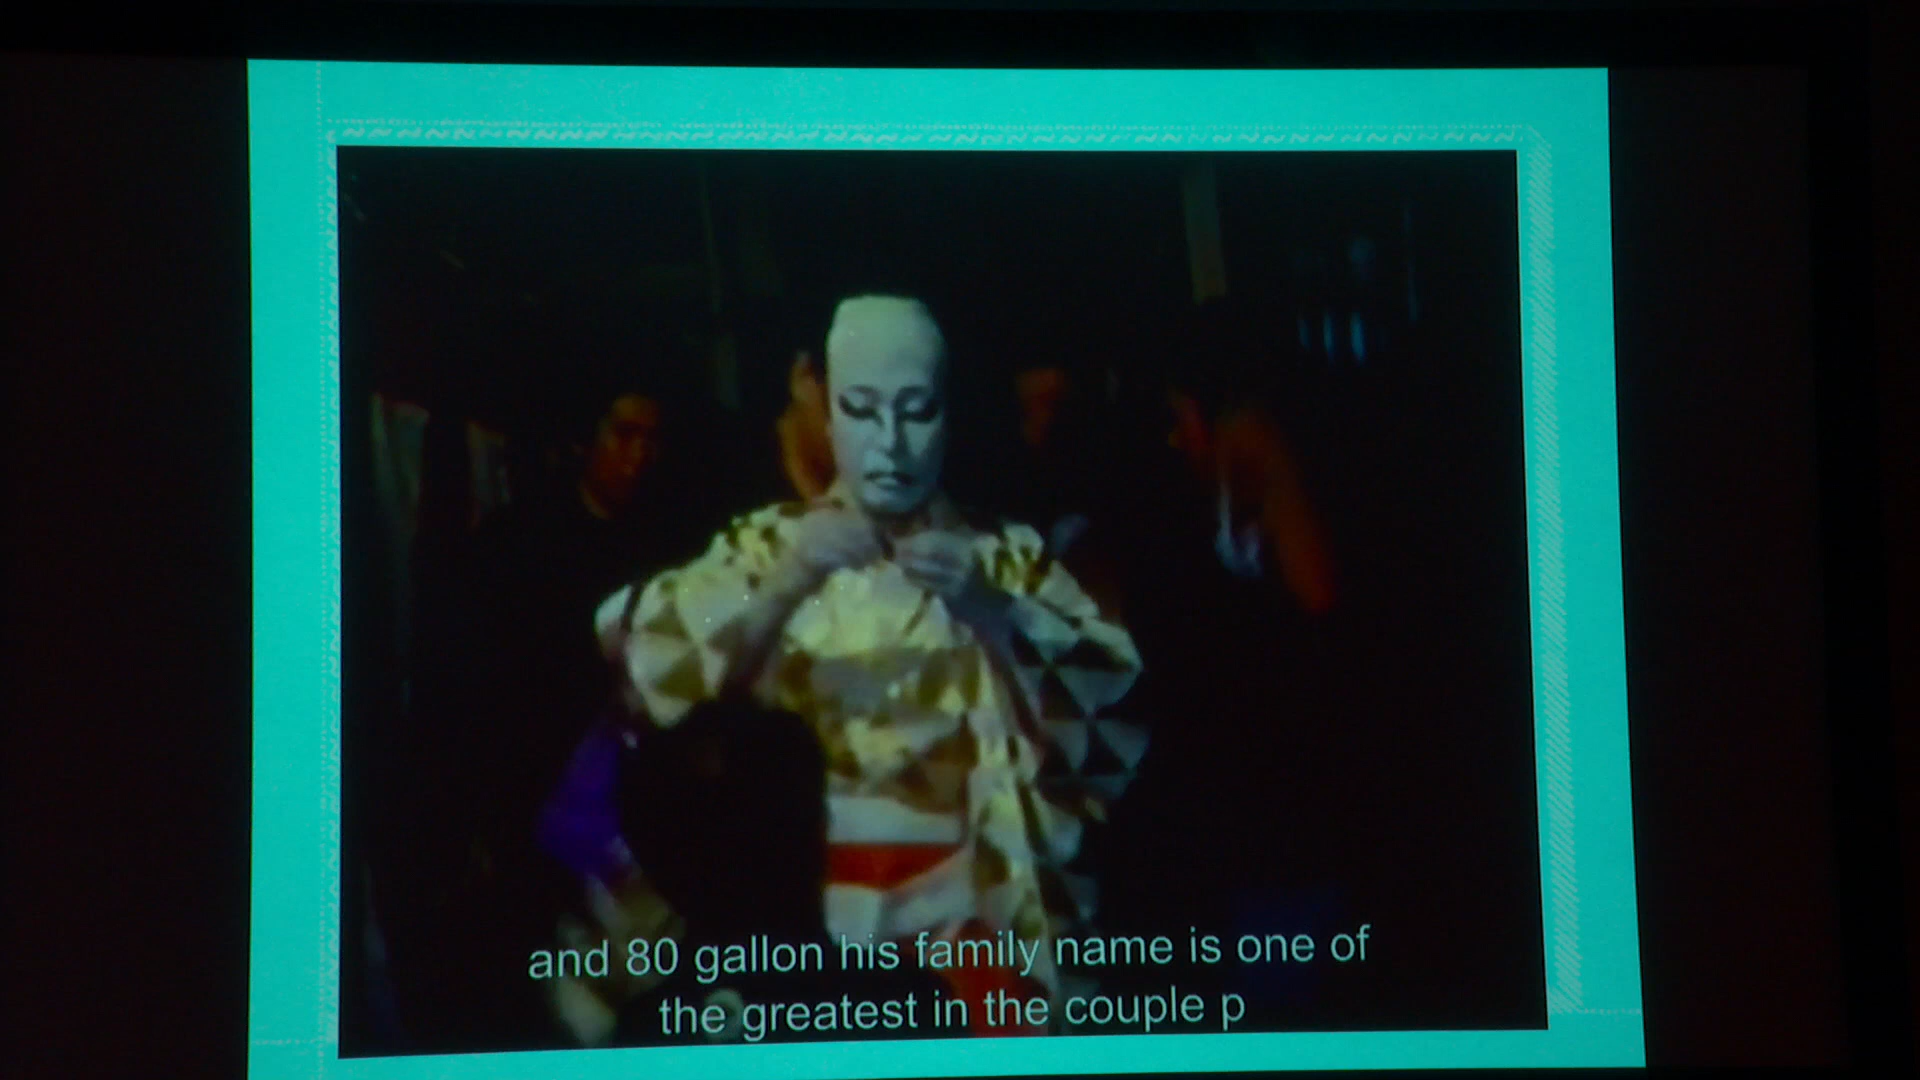 and 80 gallon his family name is one of
the greatest in the couple p